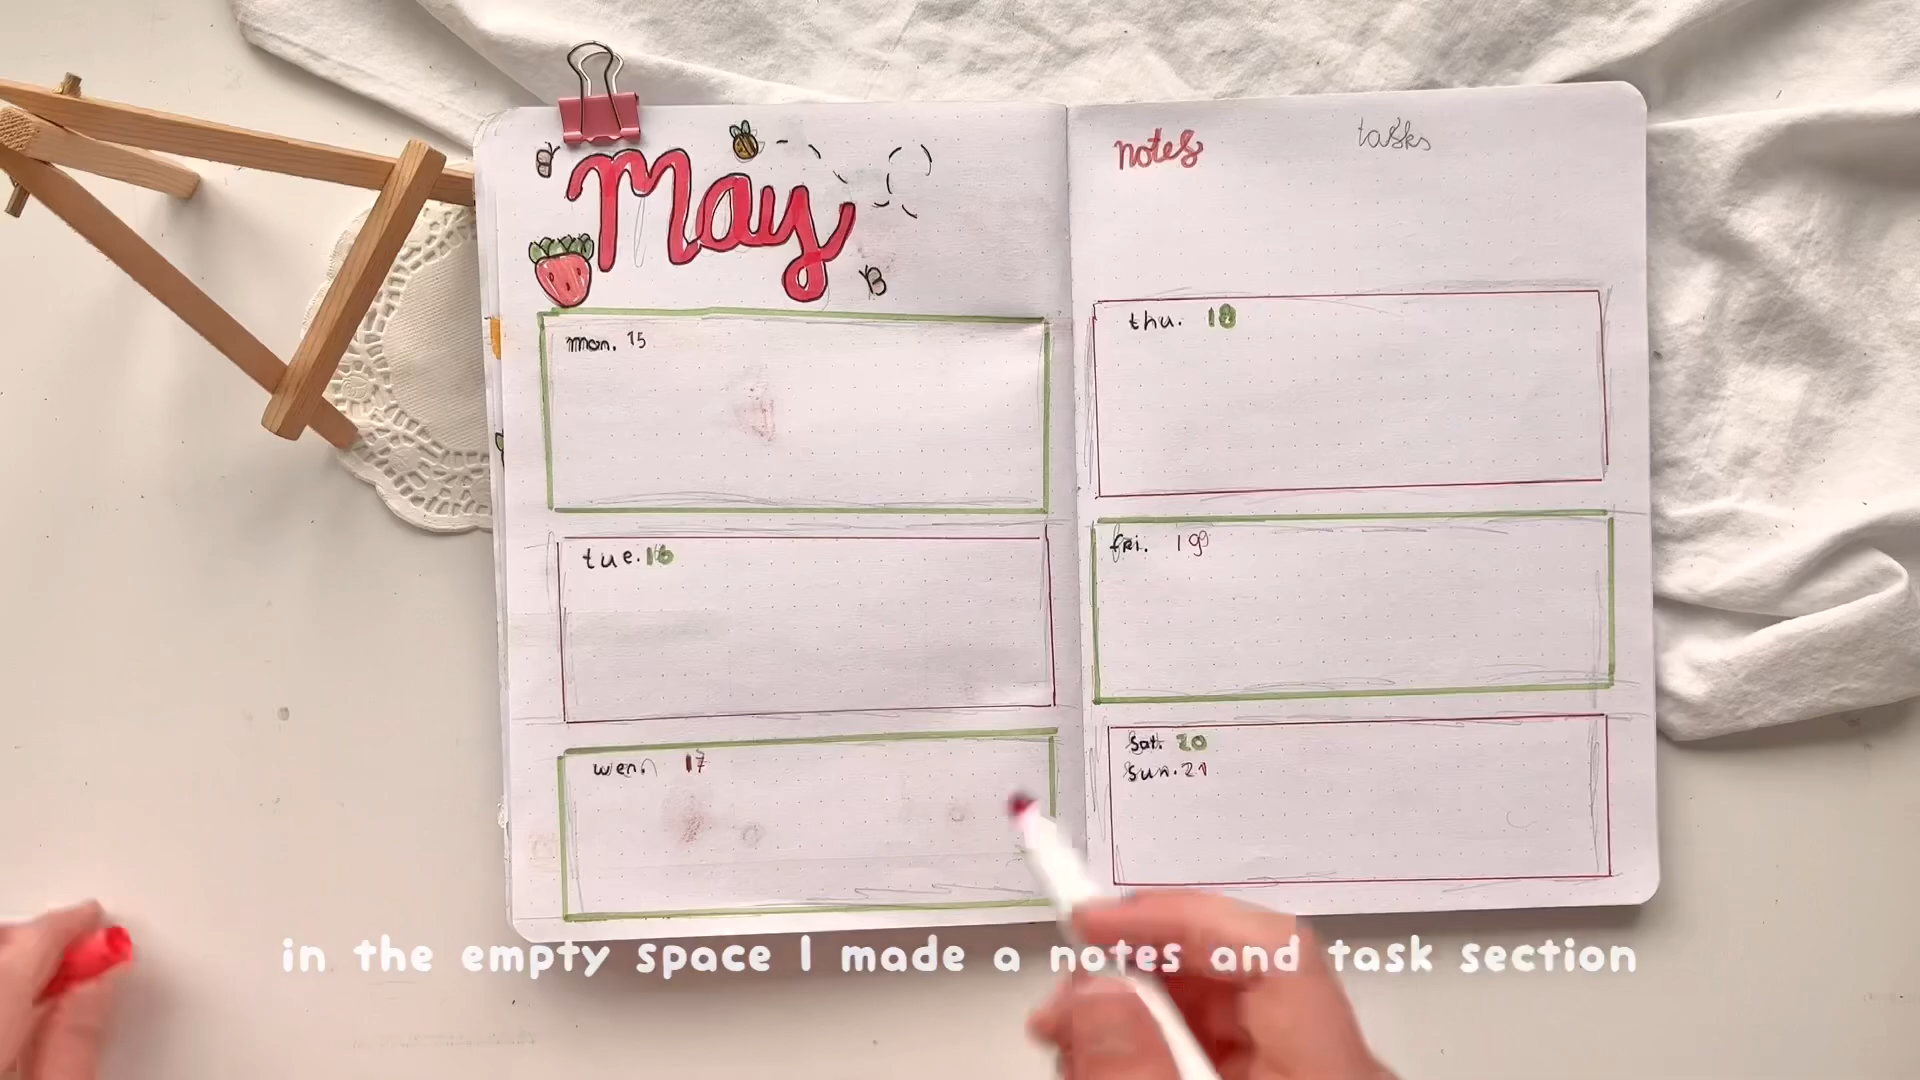 May
mon. 15
tue. 16
wen. 17
notes
tasks
thu. 18
fri. 19
sat. 20
sun. 21
in the empty space I made a notes and task section